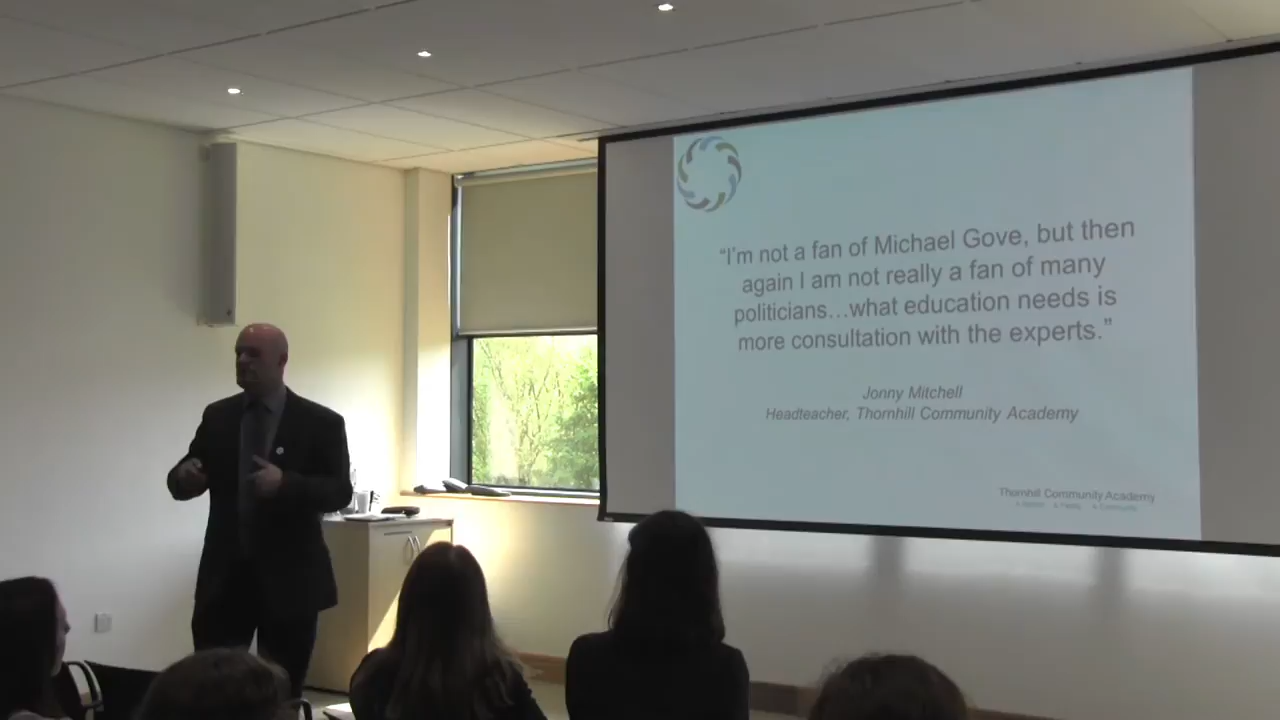 “I’m not a fan of Michael Gove, but then
again I am not really a fan of many
politicians…what education needs is
more consultation with the experts.”
Jonny Mitchell
Headteacher, Thornhill Community Academy
Thornhill Community Academy